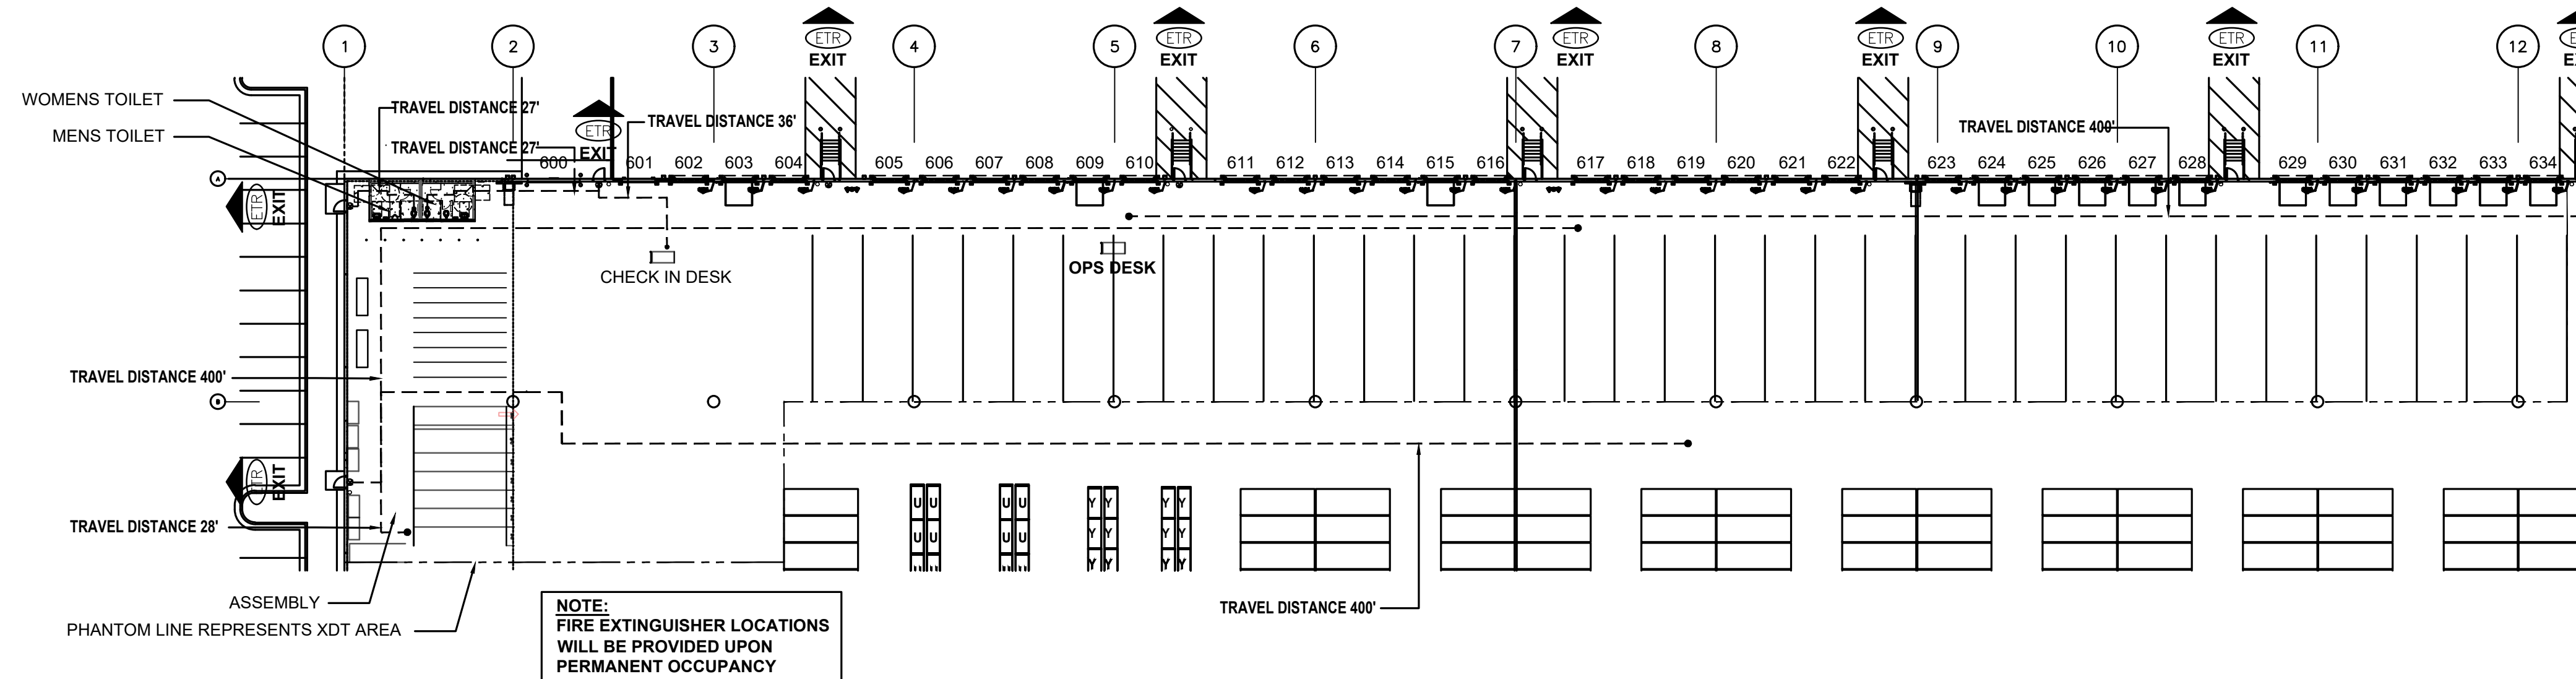 1 2 3 4 5 6 7 8 9 10 11 12
ETR ETR ETR ETR ETR
EXIT EXIT EXIT EXIT EXIT
WOMENS TOILET
MENS TOILET
TRAVEL DISTANCE 27'
TRAVEL DISTANCE 27'
ETR
EXIT
TRAVEL DISTANCE 36'
TRAVEL DISTANCE 400'
600 601 602 603 604 605 606 607 608 609 610 611 612 613 614 615 616 617 618 619 620 621 622 623 624 625 626 627 628 629 630 631 632 633 634
A
ETR
EXIT
CHECK IN DESK
OPS DESK
TRAVEL DISTANCE 400'
B
ETR
EXIT
U U Y Y Y Y
U U
U U Y Y Y Y
U U
Y Y Y Y
TRAVEL DISTANCE 28'
ASSEMBLY
PHANTOM LINE REPRESENTS XDT AREA
TRAVEL DISTANCE 400'
NOTE:
FIRE EXTINGUISHER LOCATIONS
WILL BE PROVIDED UPON
PERMANENT OCCUPANCY